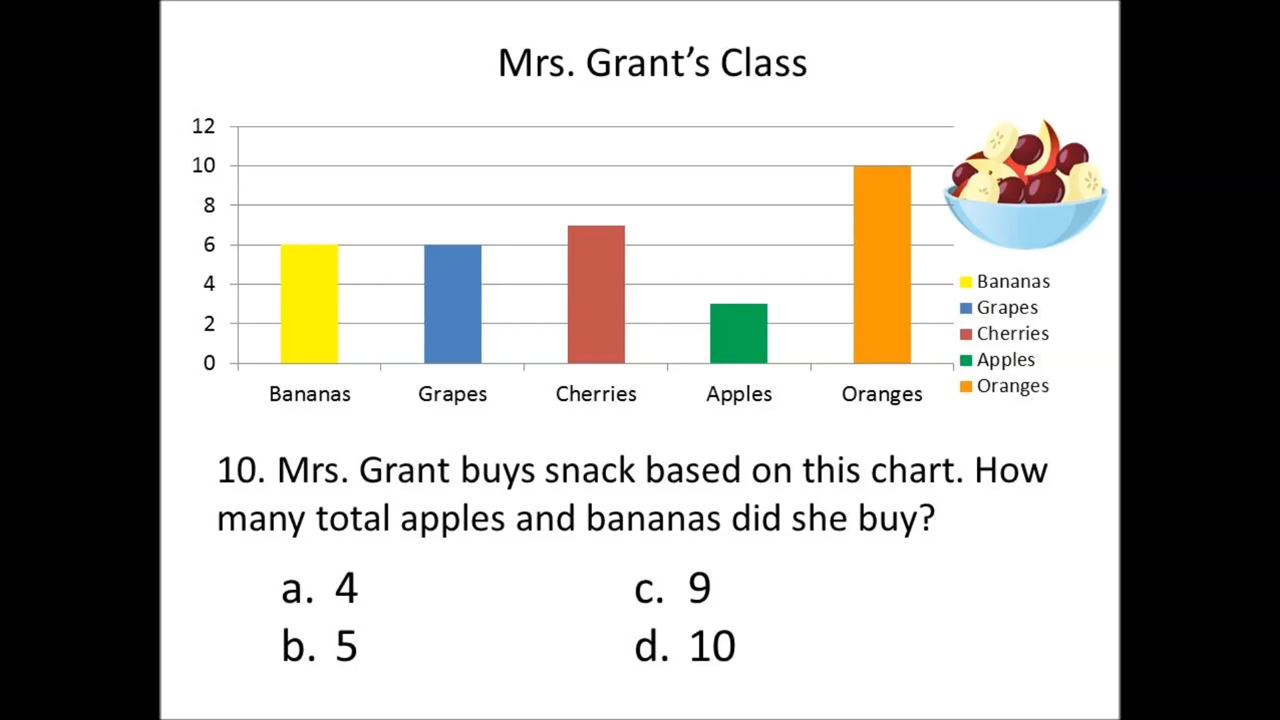 Mrs. Grant’s Class
12
10
8
6
4
2
0
Bananas Grapes Cherries Apples Oranges
Bananas
Grapes
Cherries
Apples
Oranges
10. Mrs. Grant buys snack based on this chart. How
many total apples and bananas did she buy?
a. 4 c. 9
b. 5 d. 10